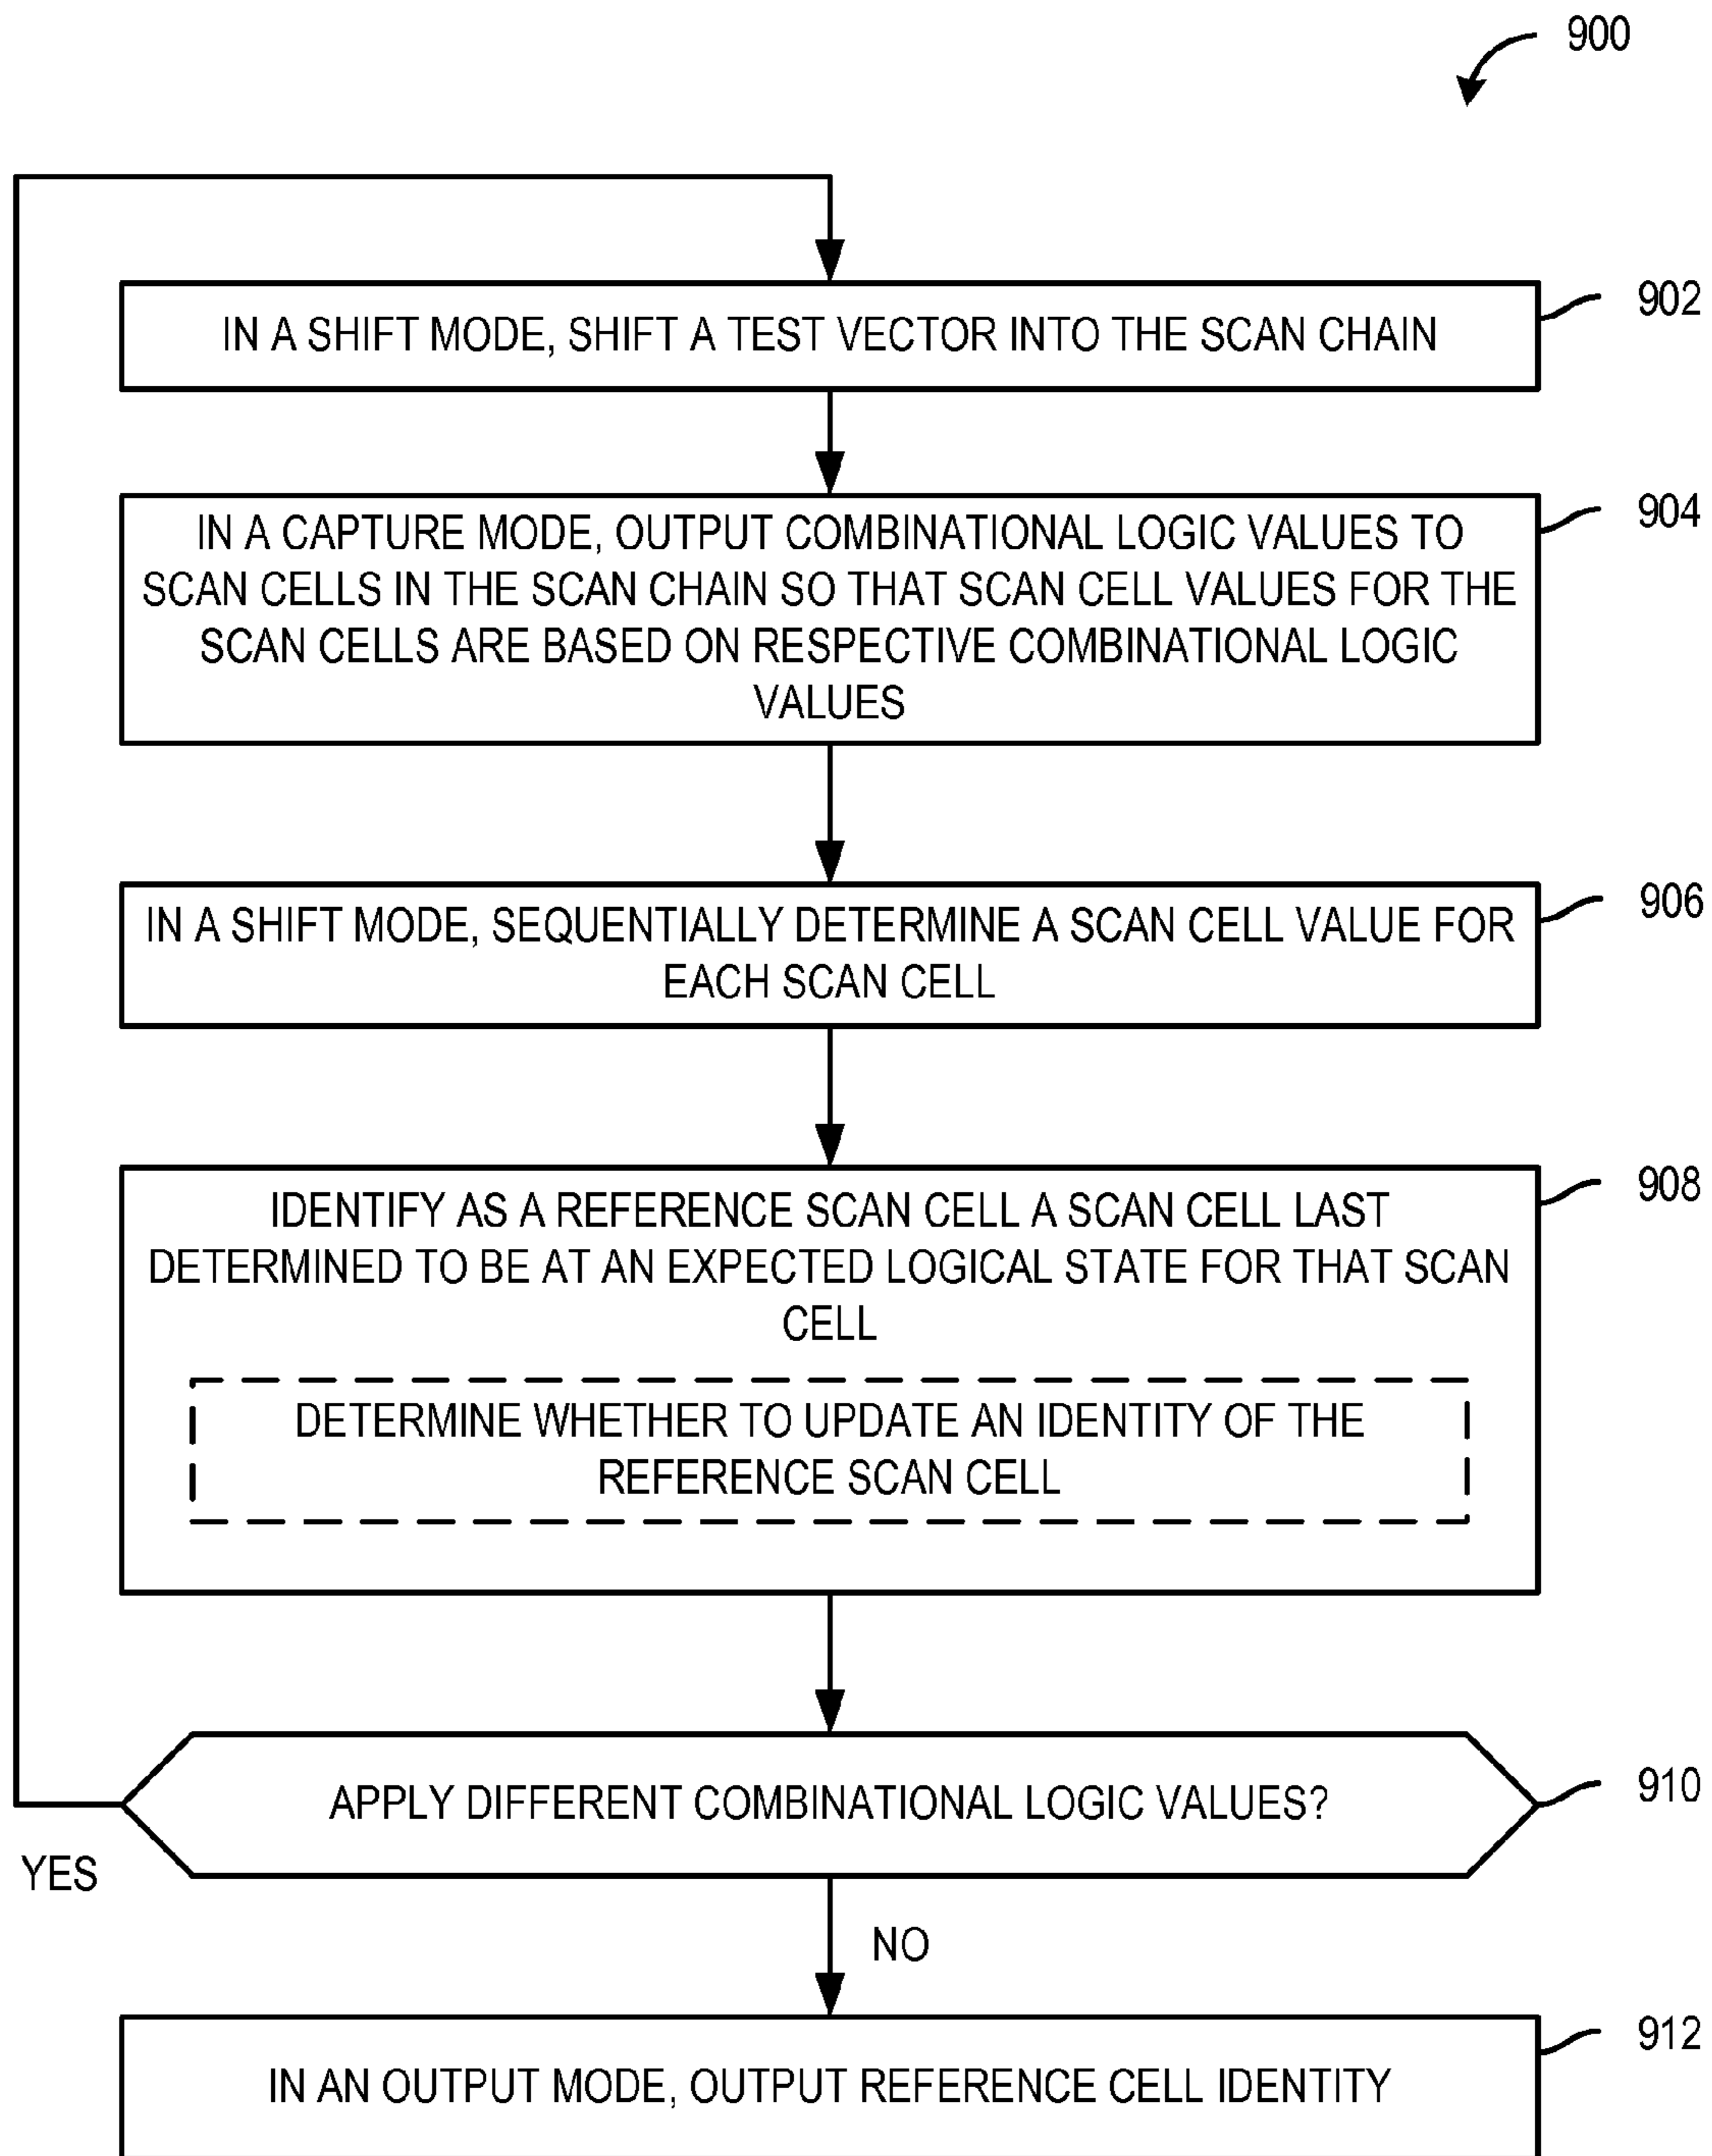 900
IN A SHIFT MODE, SHIFT A TEST VECTOR INTO THE SCAN CHAIN
902
IN A CAPTURE MODE, OUTPUT COMBINATIONAL LOGIC VALUES TO
SCAN CELLS IN THE SCAN CHAIN SO THAT SCAN CELL VALUES FOR THE
SCAN CELLS ARE BASED ON RESPECTIVE COMBINATIONAL LOGIC
VALUES
904
IN A SHIFT MODE, SEQUENTIALLY DETERMINE A SCAN CELL VALUE FOR
EACH SCAN CELL
906
IDENTIFY AS A REFERENCE SCAN CELL A SCAN CELL LAST
DETERMINED TO BE AT AN EXPECTED LOGICAL STATE FOR THAT SCAN
CELL
908
DETERMINE WHETHER TO UPDATE AN IDENTITY OF THE
REFERENCE SCAN CELL
APPLY DIFFERENT COMBINATIONAL LOGIC VALUES?
910
YES
NO
IN AN OUTPUT MODE, OUTPUT REFERENCE CELL IDENTITY
912